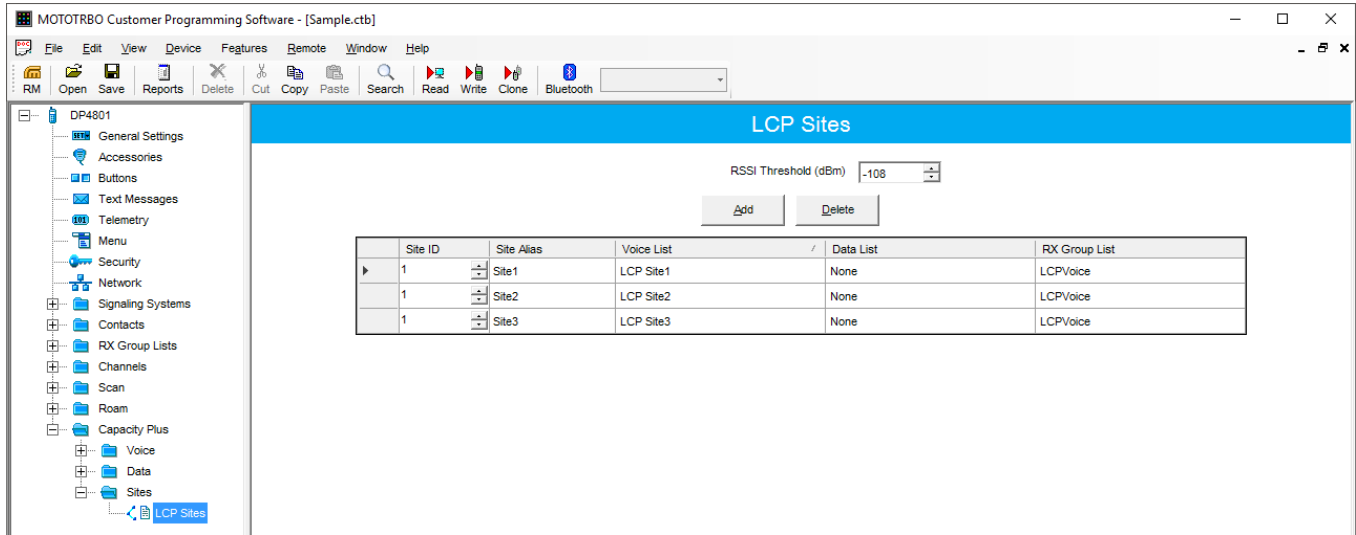 MOTOTRBO Customer Programming Software - [Sample.ctb]
File Edit View Device Features Remote Window Help
RM Open Save Reports Delete Cut Copy Paste Search Read Write Clone Bluetooth
DP4801
General Settings
Accessories
Buttons
Text Messages
Telemetry
Menu
Security
Network
Signaling Systems
Contacts
RX Group Lists
Channels
Scan
Roam
Capacity Plus
Voice
Data
Sites
LCP Sites
LCP Sites
RSSI Threshold (dBm) -108
Add Delete
Site ID Site Alias Voice List Data List RX Group List
1 Site1 LCP Site1 None LCPVoice
1 Site2 LCP Site2 None LCPVoice
1 Site3 LCP Site3 None LCPVoice